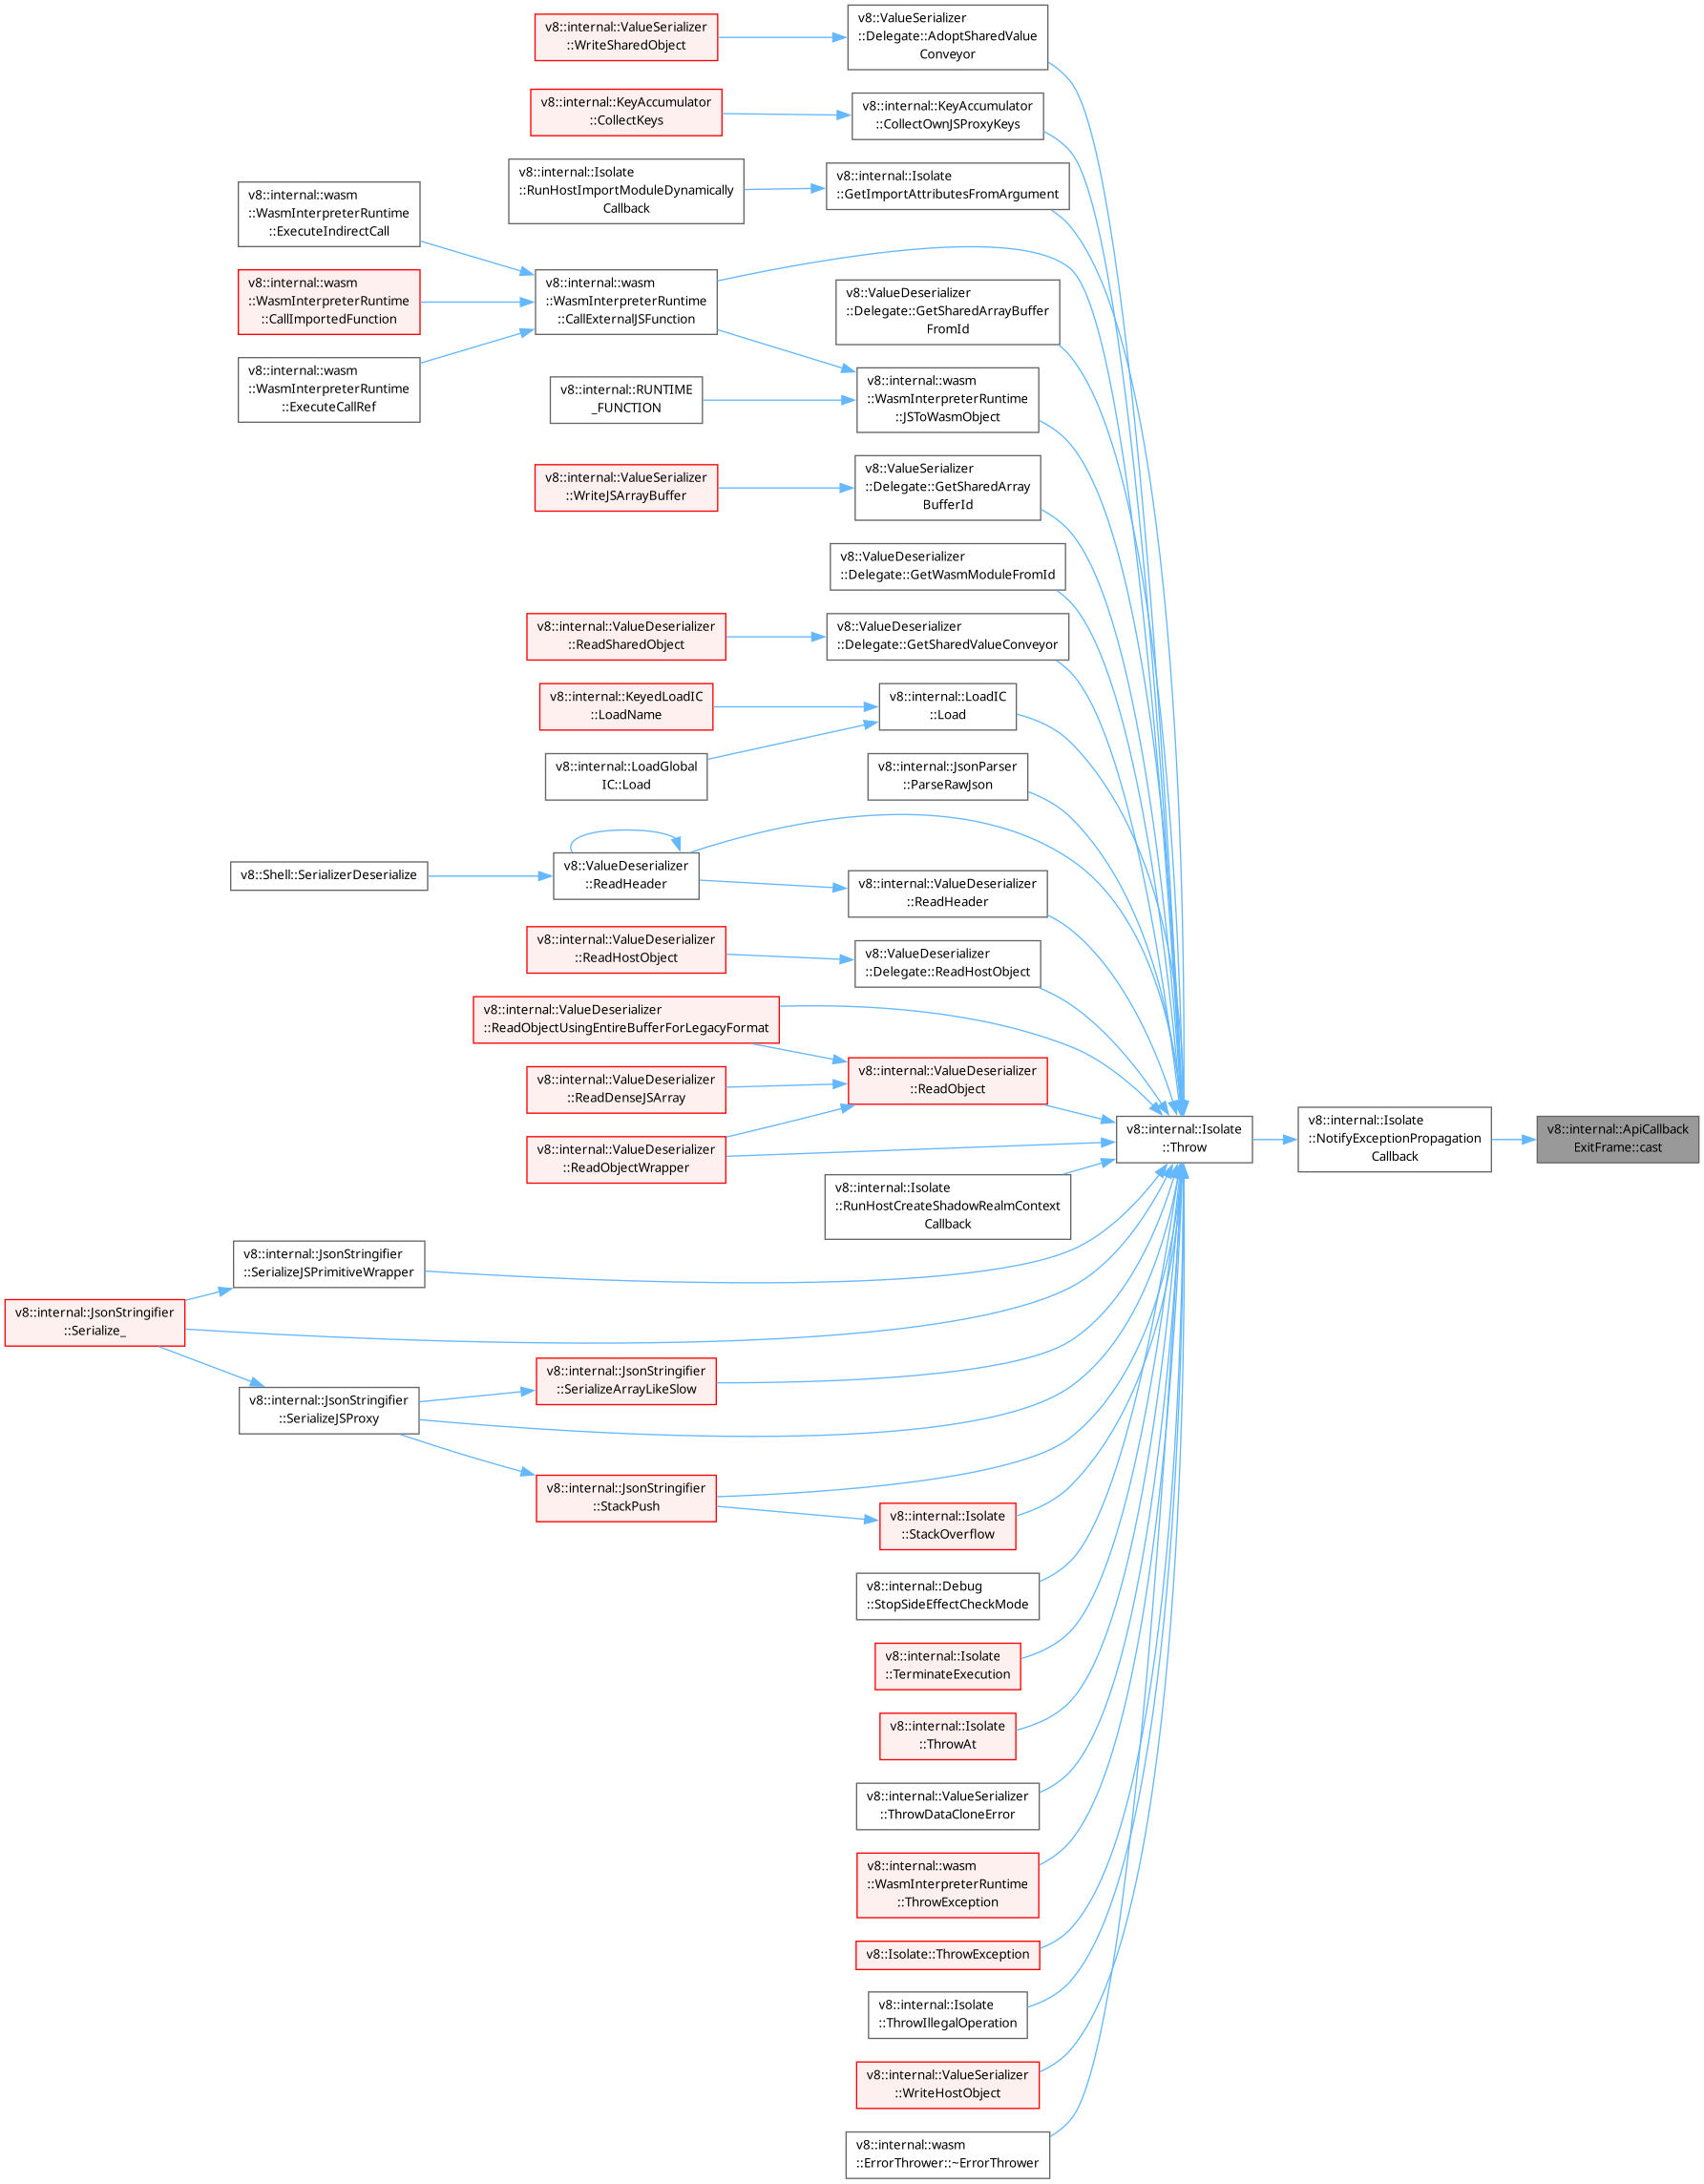 v8::internal::ValueSerializer
::WriteSharedObject
v8::ValueSerializer
::Delegate::AdoptSharedValue
Conveyor
v8::internal::KeyAccumulator
::CollectKeys
v8::internal::KeyAccumulator
::CollectOwnJSProxyKeys
v8::internal::Isolate
::RunHostImportModuleDynamically
Callback
v8::internal::Isolate
::GetImportAttributesFromArgument
v8::internal::wasm
::WasmInterpreterRuntime
::ExecuteIndirectCall
v8::internal::wasm
::WasmInterpreterRuntime
::CallImportedFunction
v8::internal::wasm
::WasmInterpreterRuntime
::CallExternalJSFunction
v8::ValueDeserializer
::Delegate::GetSharedArrayBuffer
FromId
v8::internal::wasm
::WasmInterpreterRuntime
::ExecuteCallRef
v8::internal::RUNTIME
_FUNCTION
v8::internal::wasm
::WasmInterpreterRuntime
::JSToWasmObject
v8::internal::ValueSerializer
::WriteJSArrayBuffer
v8::ValueSerializer
::Delegate::GetSharedArray
BufferId
v8::ValueDeserializer
::Delegate::GetWasmModuleFromId
v8::internal::ValueDeserializer
::ReadSharedObject
v8::ValueDeserializer
::Delegate::GetSharedValueConveyor
v8::internal::KeyedLoadIC
::LoadName
v8::internal::LoadIC
::Load
v8::internal::LoadGlobal
IC::Load
v8::internal::JsonParser
::ParseRawJson
v8::Shell::SerializerDeserialize
v8::ValueDeserializer
::ReadHeader
v8::internal::ValueDeserializer
::ReadHeader
v8::internal::ValueDeserializer
::ReadHostObject
v8::ValueDeserializer
::Delegate::ReadHostObject
v8::internal::ValueDeserializer
::ReadObjectUsingEntireBufferForLegacyFormat
v8::internal::ValueDeserializer
::ReadDenseJSArray
v8::internal::ValueDeserializer
::ReadObject
v8::internal::ValueDeserializer
::ReadObjectWrapper
v8::internal::Isolate
::Throw
v8::internal::Isolate
::NotifyExceptionPropagation
Callback
v8::internal::ApiCallback
ExitFrame::cast
v8::internal::Isolate
::RunHostCreateShadowRealmContext
Callback
v8::internal::JsonStringifier
::SerializeJSPrimitiveWrapper
v8::internal::JsonStringifier
::Serialize_
v8::internal::JsonStringifier
::SerializeArrayLikeSlow
v8::internal::JsonStringifier
::SerializeJSProxy
v8::internal::JsonStringifier
::StackPush
v8::internal::Isolate
::StackOverflow
v8::internal::Debug
::StopSideEffectCheckMode
v8::internal::Isolate
::TerminateExecution
v8::internal::Isolate
::ThrowAt
v8::internal::ValueSerializer
::ThrowDataCloneError
v8::internal::wasm
::WasmInterpreterRuntime
::ThrowException
v8::Isolate::ThrowException
v8::internal::Isolate
::ThrowIllegalOperation
v8::internal::ValueSerializer
::WriteHostObject
v8::internal::wasm
::ErrorThrower::~ErrorThrower